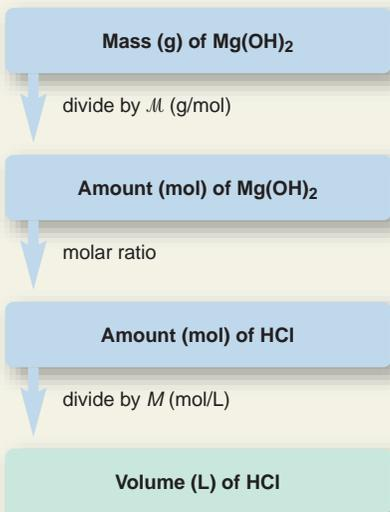 Mass (g) of Mg(OH)₂
divide by ℳ (g/mol)
Amount (mol) of Mg(OH)₂
molar ratio
Amount (mol) of HCl
divide by M (mol/L)
Volume (L) of HCl